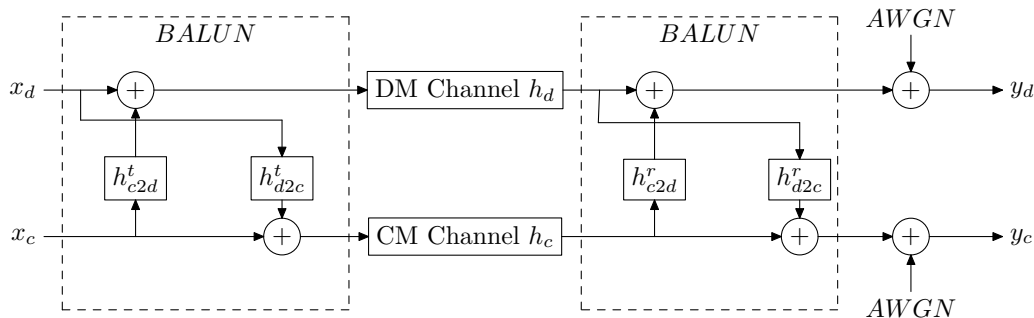 BALUN
BALUN
AWGN
x_d
DM Channel h_d
y_d
h^t_{c2d}
h^t_{d2c}
h^r_{c2d}
h^r_{d2c}
x_c
CM Channel h_c
y_c
AWGN